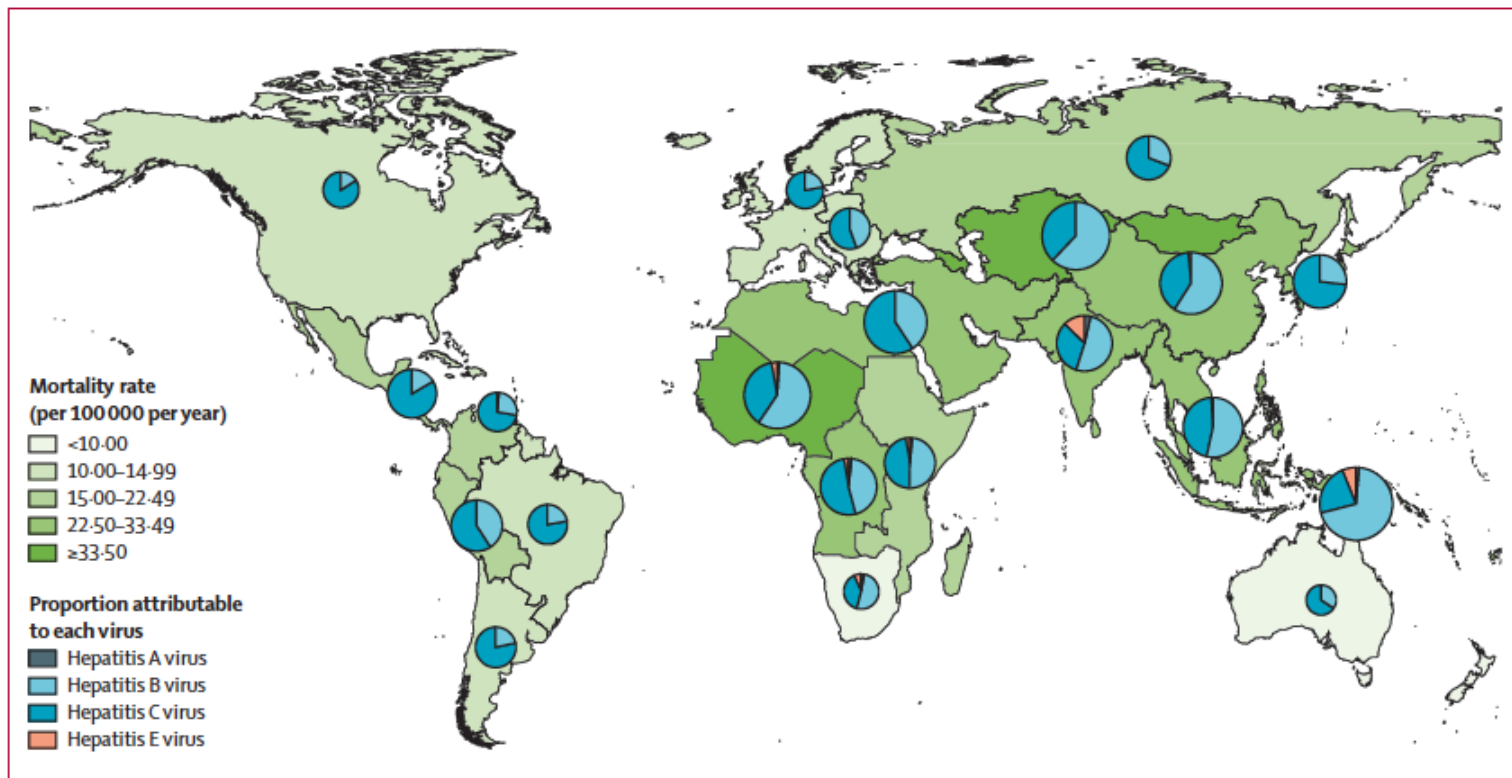 Mortality rate
(per 100 000 per year)
<10·00
10·00–14·99
15·00–22·49
22·50–33·49
≥33·50
Proportion attributable
to each virus
Hepatitis A virus
Hepatitis B virus
Hepatitis C virus
Hepatitis E virus